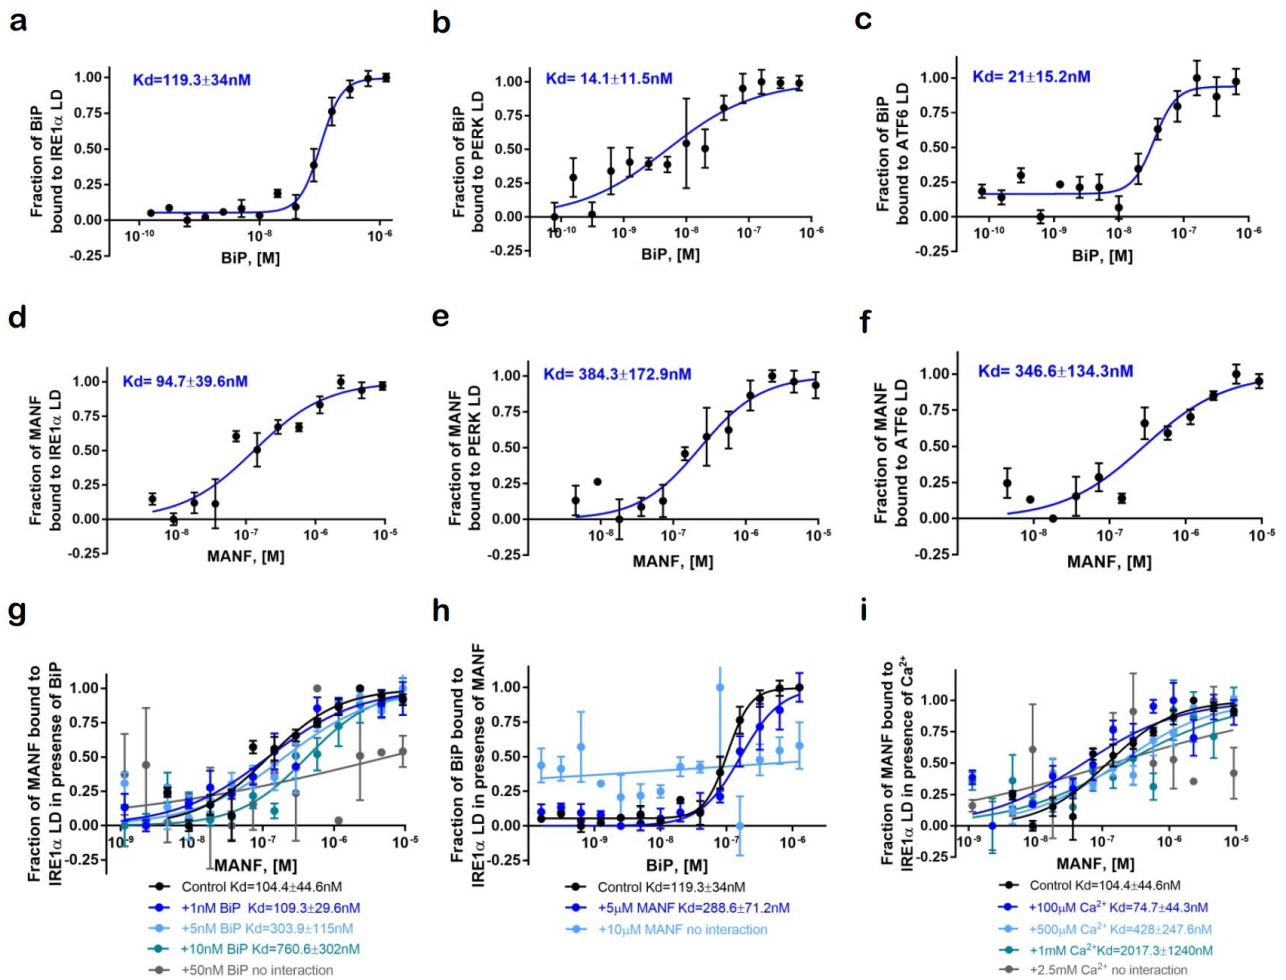 a
Kd=119.3±34nM
Fraction of BiP
bound to IRE1α LD
1.00
0.75
0.50
0.25
0.00
-0.25
10-10
10-8
10-6
BiP, [M]
b
Kd= 14.1±11.5nM
Fraction of BiP
bound to PERK LD
1.00
0.75
0.50
0.25
0.00
-0.25
10-10
10-9
10-8
10-7
10-6
BiP, [M]
c
Kd= 21±15.2nM
Fraction of BiP
bound to ATF6 LD
1.00
0.75
0.50
0.25
0.00
-0.25
10-10
10-9
10-8
10-7
10-6
BiP, [M]
d
Kd= 94.7±39.6nM
Fraction of MANF
bound to IRE1α LD
1.00
0.75
0.50
0.25
0.00
-0.25
10-8
10-7
10-6
10-5
MANF, [M]
e
Kd= 384.3±172.9nM
Fraction of MANF
bound to PERK LD
1.00
0.75
0.50
0.25
0.00
-0.25
10-8
10-7
10-6
10-5
MANF, [M]
f
Kd= 346.6±134.3nM
Fraction of MANF
bound to ATF6 LD
1.00
0.75
0.50
0.25
0.00
-0.25
10-8
10-7
10-6
10-5
MANF, [M]
g
Fraction of MANF bound to
IRE1α LD in presense of BiP
1.00
0.75
0.50
0.25
0.00
-0.25
10-9
10-8
10-7
10-6
10-5
MANF, [M]
Control Kd=104.4±44.6nM
+1nM BiP Kd=109.3±29.6nM
+5nM BiP Kd=303.9±115nM
+10nM BiP Kd=760.6±302nM
+50nM BiP no interaction
h
Fraction of BiP bound to
IRE1α LD in presense of MANF
1.00
0.75
0.50
0.25
0.00
-0.25
10-9
10-8
10-7
10-6
BiP, [M]
Control Kd=119.3±34nM
+5μM MANF Kd=288.6±71.2nM
+10μM MANF no interaction
i
Fraction of MANF bound to
IRE1α LD in presence of Ca2+
1.00
0.75
0.50
0.25
0.00
-0.25
10-9
10-8
10-7
10-6
10-5
MANF, [M]
Control Kd=104.4±44.6nM
+100μM Ca2+ Kd=74.7±44.3nM
+500μM Ca2+ Kd=428±247.6nM
+1mM Ca2+Kd=2017.3±1240nM
+2.5mM Ca2+ no interaction